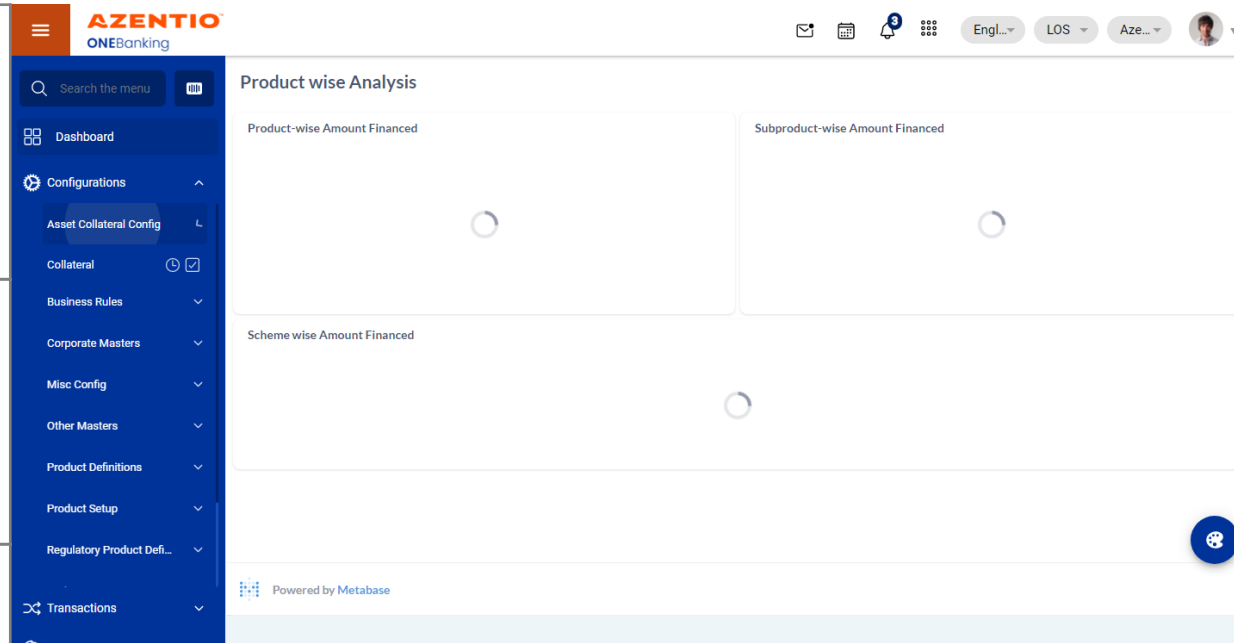 AZENTIO
ONEBanking
3
Engl...
LOS
Aze...
Search the menu
Dashboard
Configurations
Asset Collateral Config
Collateral
Business Rules
Corporate Masters
Misc Config
Other Masters
Product Definitions
Product Setup
Regulatory Product Defi...
Transactions
Product wise Analysis
Product-wise Amount Financed
Subproduct-wise Amount Financed
Scheme wise Amount Financed
Powered by Metabase